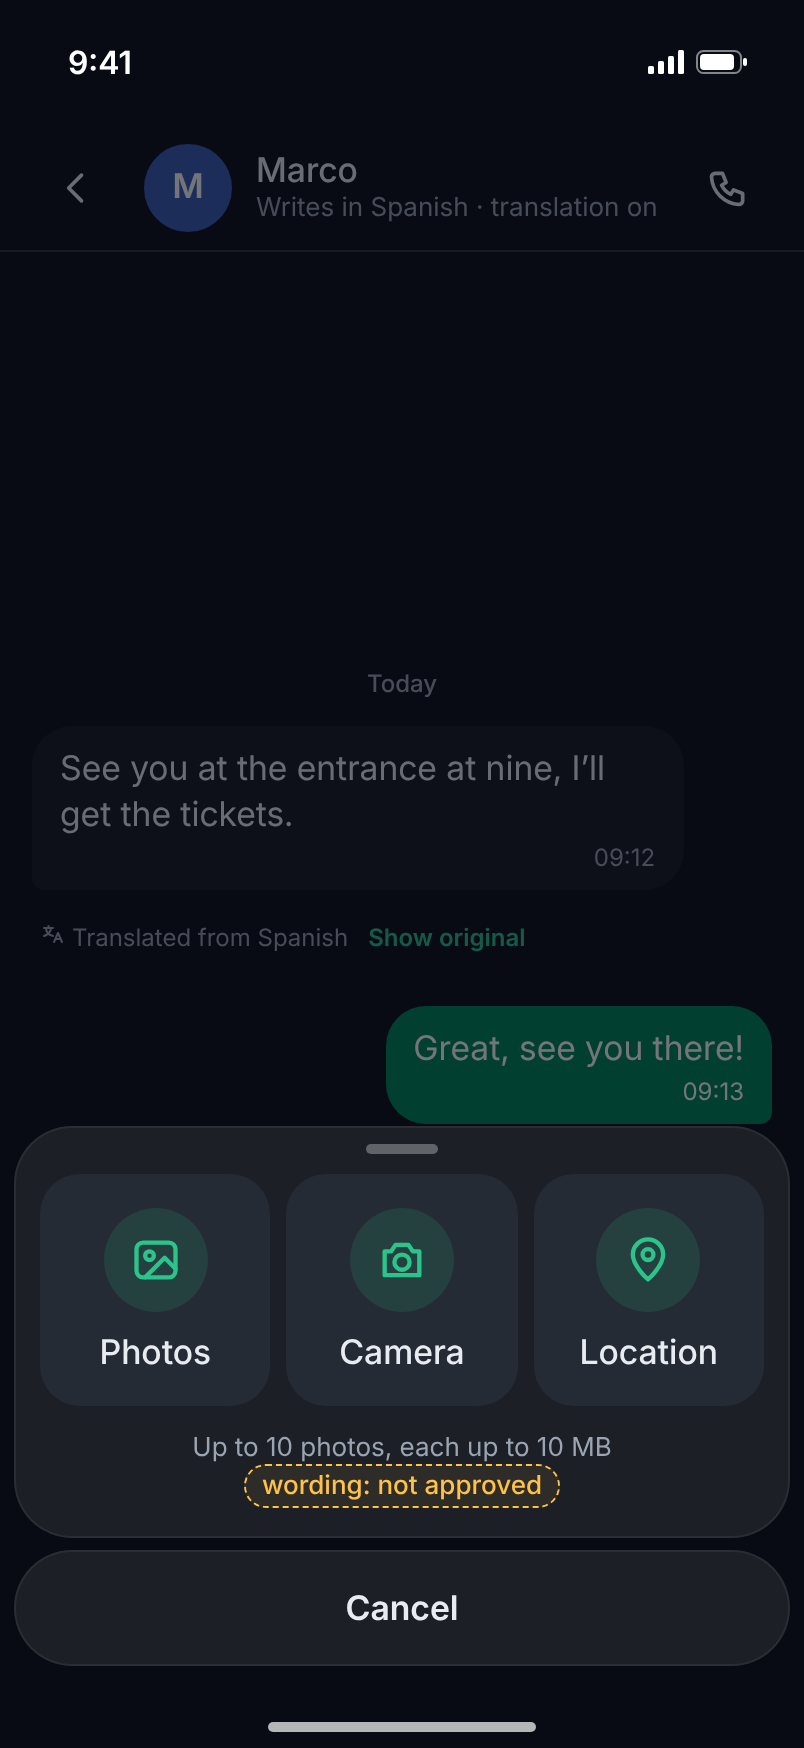 9:41
M
Marco
Writes in Spanish · translation on
Today
See you at the entrance at nine, I’ll
get the tickets.
09:12
Translated from Spanish Show original
Great, see you there!
09:13
Photos Camera Location
Up to 10 photos, each up to 10 MB
wording: not approved
Cancel